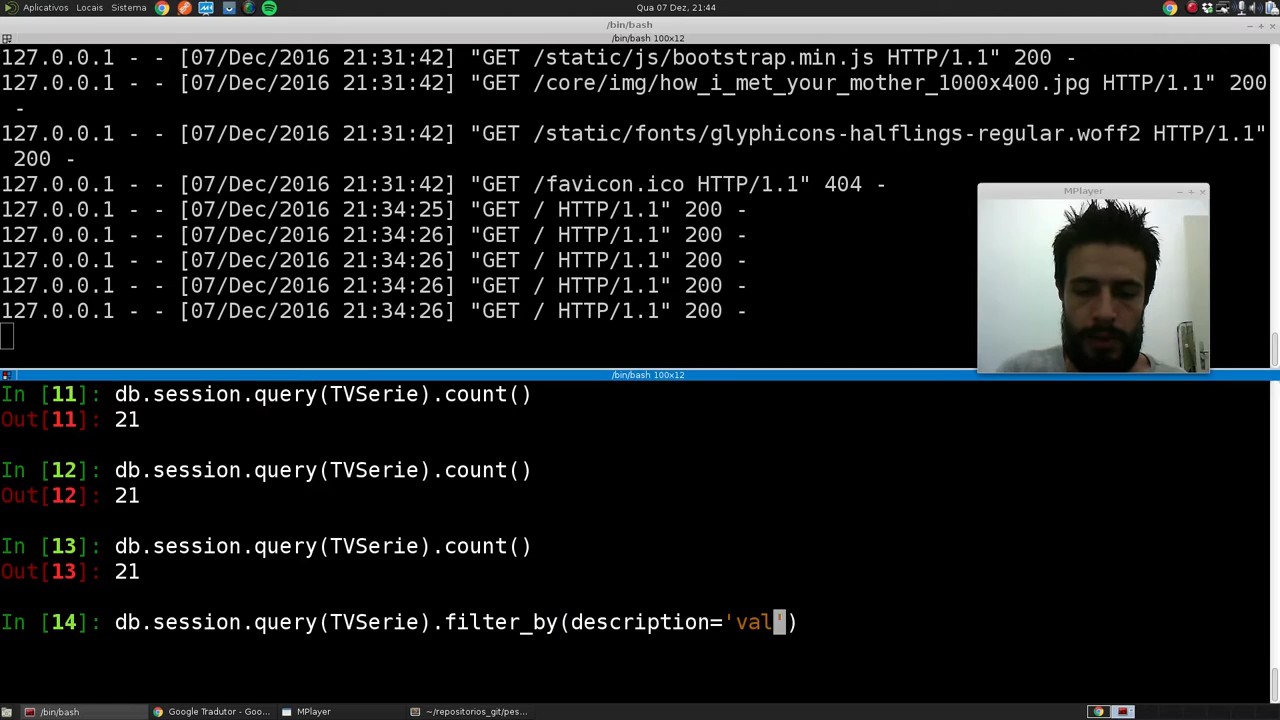 Aplicativos Locais Sistema
Qua 07 Dez, 21:44
/bin/bash
/bin/bash 100x12
127.0.0.1 - - [07/Dec/2016 21:31:42] "GET /static/js/bootstrap.min.js HTTP/1.1" 200 -
127.0.0.1 - - [07/Dec/2016 21:31:42] "GET /core/img/how_i_met_your_mother_1000x400.jpg HTTP/1.1" 200
-
127.0.0.1 - - [07/Dec/2016 21:31:42] "GET /static/fonts/glyphicons-halflings-regular.woff2 HTTP/1.1"
200 -
127.0.0.1 - - [07/Dec/2016 21:31:42] "GET /favicon.ico HTTP/1.1" 404 -
127.0.0.1 - - [07/Dec/2016 21:34:25] "GET / HTTP/1.1" 200 -
127.0.0.1 - - [07/Dec/2016 21:34:26] "GET / HTTP/1.1" 200 -
127.0.0.1 - - [07/Dec/2016 21:34:26] "GET / HTTP/1.1" 200 -
127.0.0.1 - - [07/Dec/2016 21:34:26] "GET / HTTP/1.1" 200 -
127.0.0.1 - - [07/Dec/2016 21:34:26] "GET / HTTP/1.1" 200 -
MPlayer
/bin/bash 100x12
In [11]: db.session.query(TVSerie).count()
Out[11]: 21
In [12]: db.session.query(TVSerie).count()
Out[12]: 21
In [13]: db.session.query(TVSerie).count()
Out[13]: 21
In [14]: db.session.query(TVSerie).filter_by(description='val')
/bin/bash
Google Tradutor - Goo...
MPlayer
~/repositorios_git/pes...